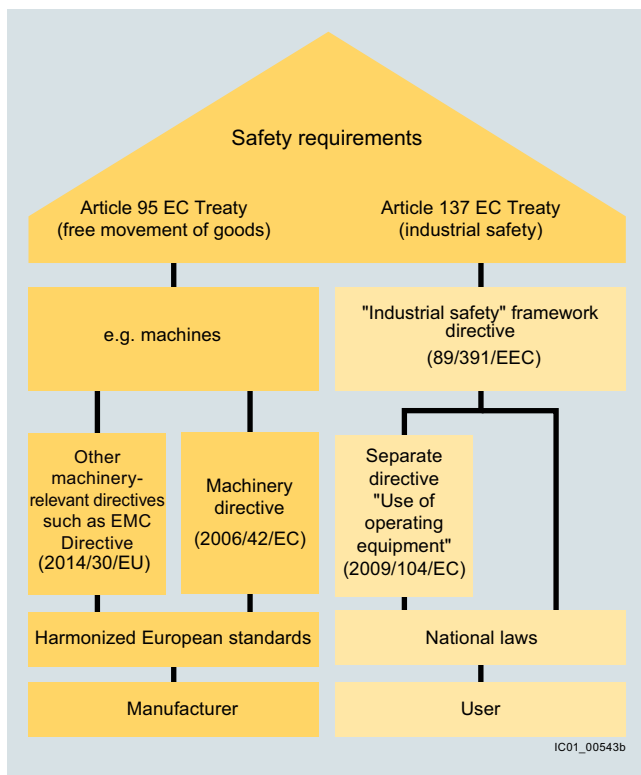 Safety requirements
Article 95 EC Treaty
(free movement of goods)
Article 137 EC Treaty
(industrial safety)
e.g. machines
"Industrial safety" framework
directive
(89/391/EEC)
Other
machinery-
relevant directives
such as EMC
Directive
(2014/30/EU)
Machinery
directive
(2006/42/EC)
Separate
directive
"Use of
operating
equipment"
(2009/104/EC)
Harmonized European standards
National laws
Manufacturer
User
IC01_00543b